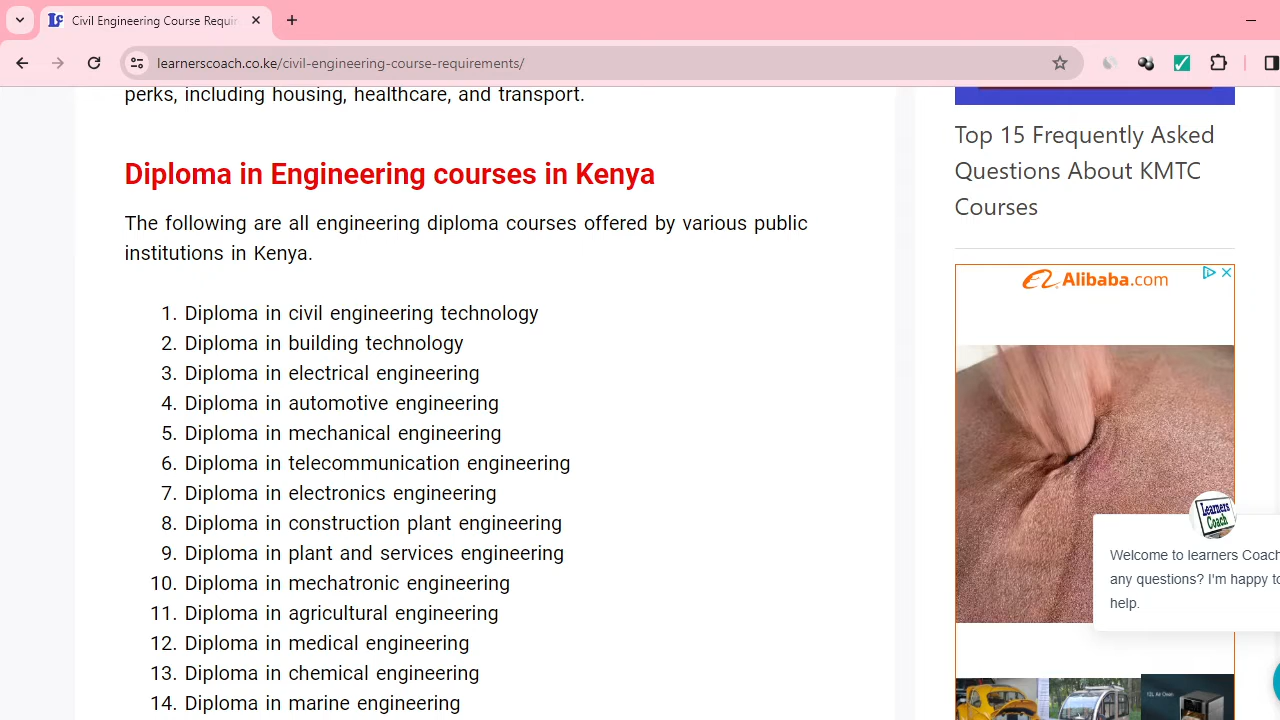 Civil Engineering Course Requir
learnerscoach.co.ke/civil-engineering-course-requirements/
perks, including housing, healthcare, and transport.
Diploma in Engineering courses in Kenya
The following are all engineering diploma courses offered by various public
institutions in Kenya.
1. Diploma in civil engineering technology
2. Diploma in building technology
3. Diploma in electrical engineering
4. Diploma in automotive engineering
5. Diploma in mechanical engineering
6. Diploma in telecommunication engineering
7. Diploma in electronics engineering
8. Diploma in construction plant engineering
9. Diploma in plant and services engineering
10. Diploma in mechatronic engineering
11. Diploma in agricultural engineering
12. Diploma in medical engineering
13. Diploma in chemical engineering
14. Diploma in marine engineering
Top 15 Frequently Asked
Questions About KMTC
Courses
Alibaba.com
Learners
Coach
Welcome to learners Coach
any questions? I'm happy to
help.
12L Air Oven